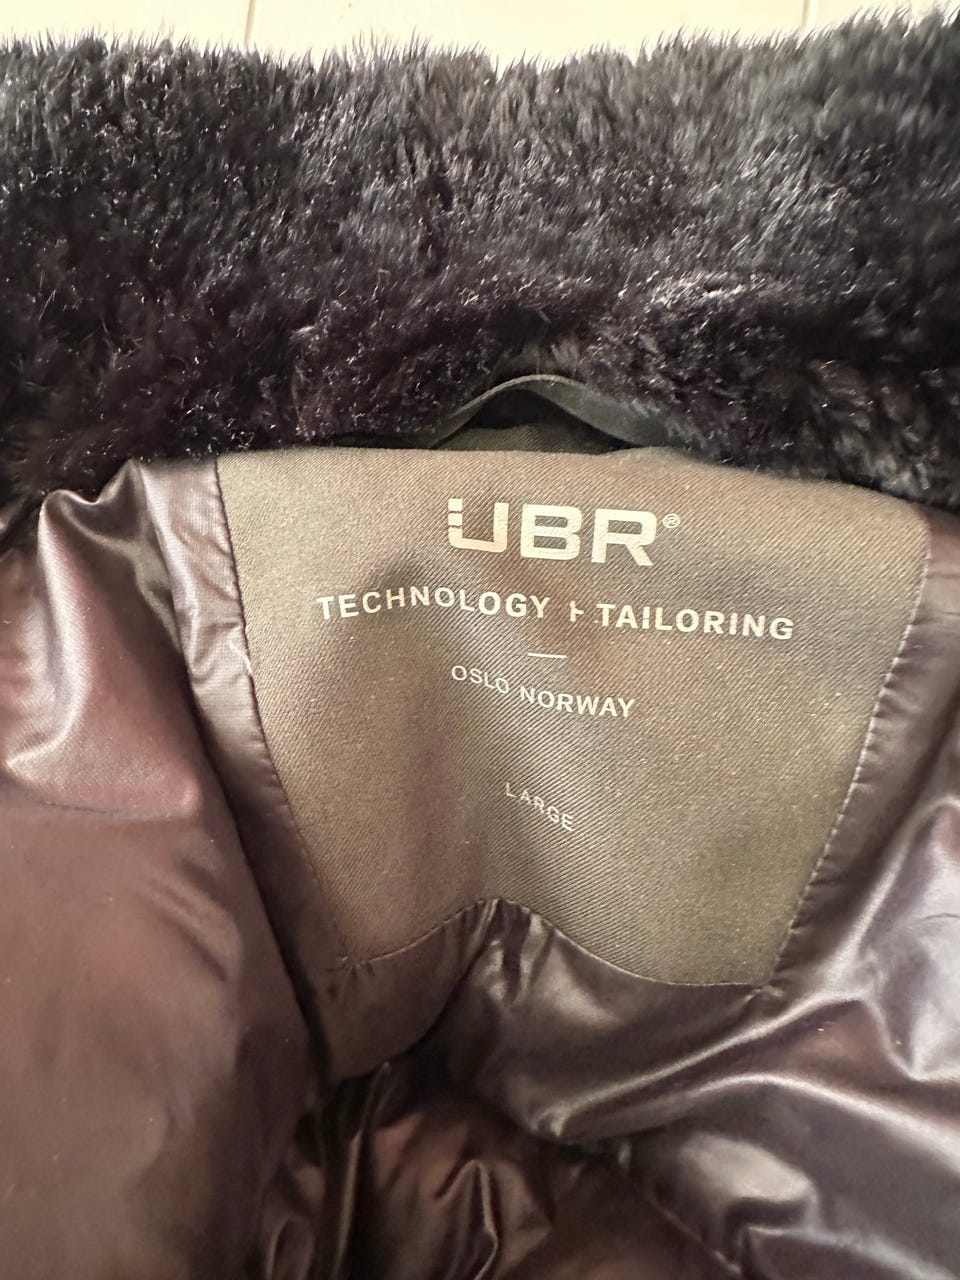 UBR®
TECHNOLOGY + TAILORING
OSLO NORWAY
LARGE